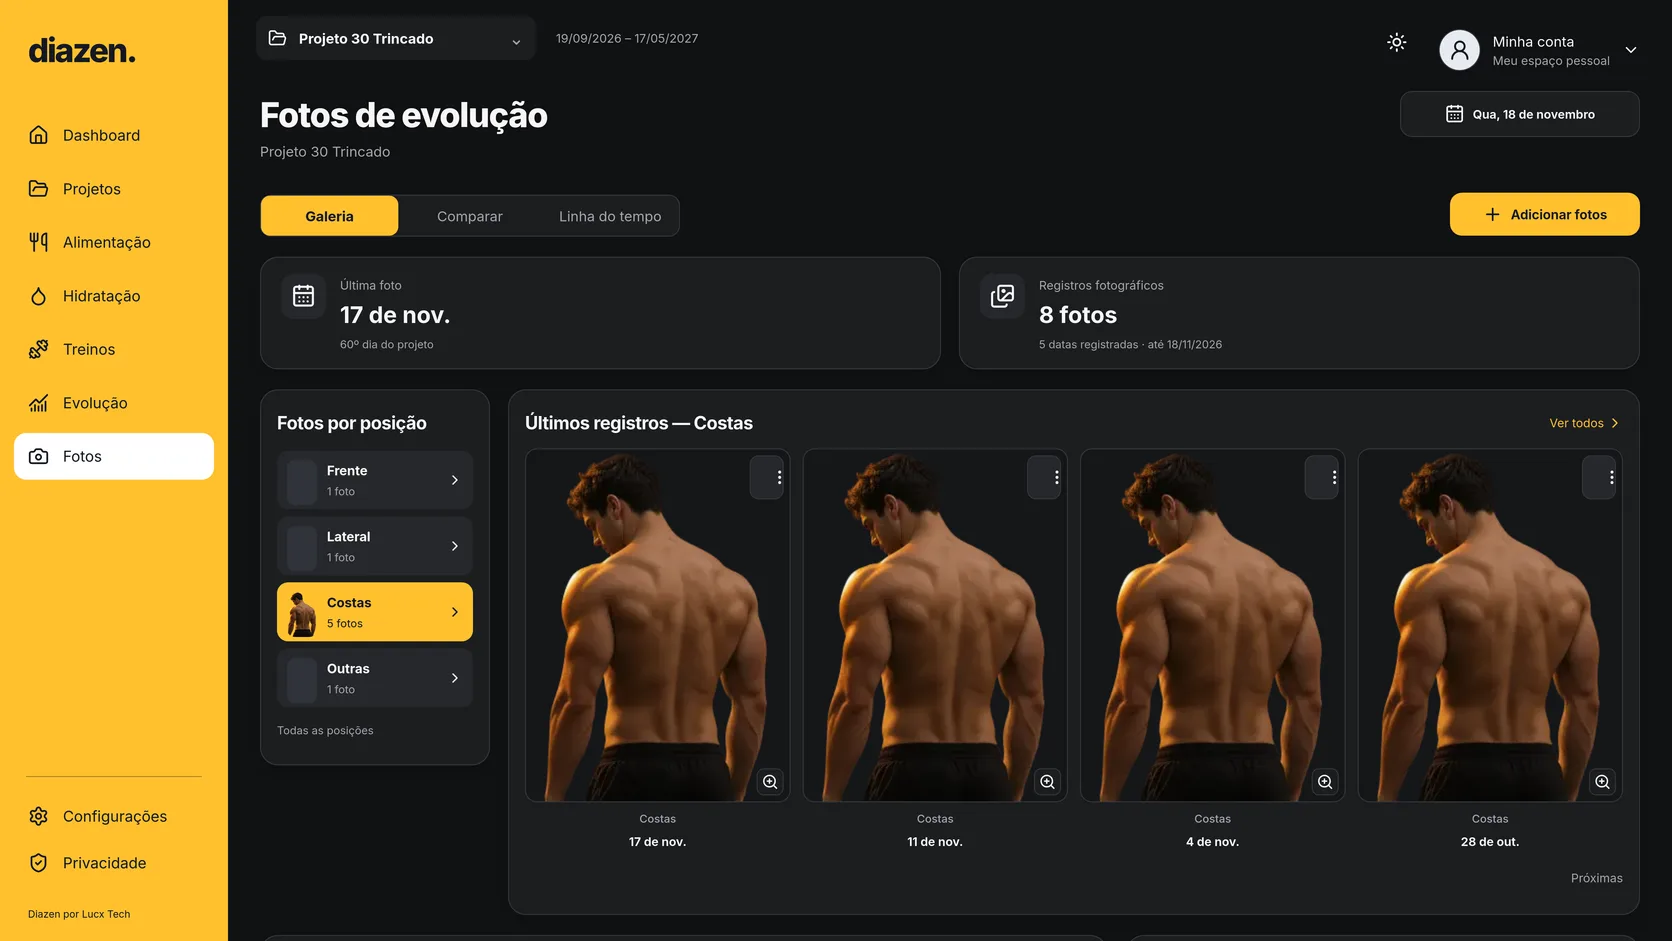 diazen.
Projeto 30 Trincado
19/09/2026 – 17/05/2027
Minha conta
Meu espaço pessoal
Dashboard
Projetos
Alimentação
Hidratação
Treinos
Evolução
Fotos
Configurações
Privacidade
Diazen por Lucx Tech
Fotos de evolução
Projeto 30 Trincado
Qua, 18 de novembro
Galeria
Comparar
Linha do tempo
Adicionar fotos
Última foto
17 de nov.
60º dia do projeto
Registros fotográficos
8 fotos
5 datas registradas · até 18/11/2026
Fotos por posição
Frente
1 foto
Lateral
1 foto
Costas
5 fotos
Outras
1 foto
Todas as posições
Últimos registros — Costas
Ver todos
Costas
17 de nov.
Costas
11 de nov.
Costas
4 de nov.
Costas
28 de out.
Próximas